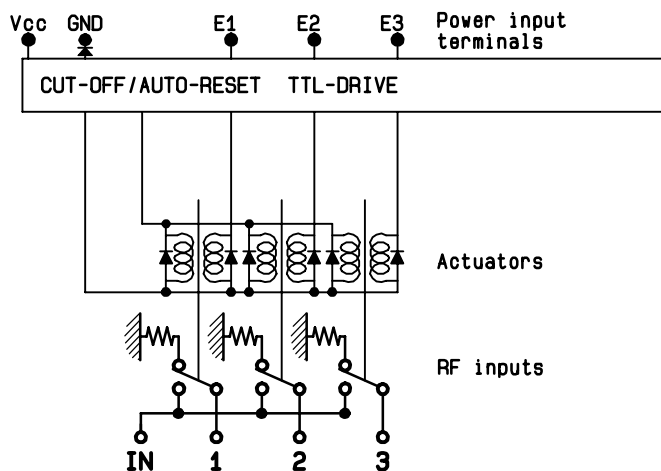 Vcc GND E1 E2 E3 Power input
terminals
CUT-OFF/AUTO-RESET TTL-DRIVE
Actuators
RF inputs
IN 1 2 3